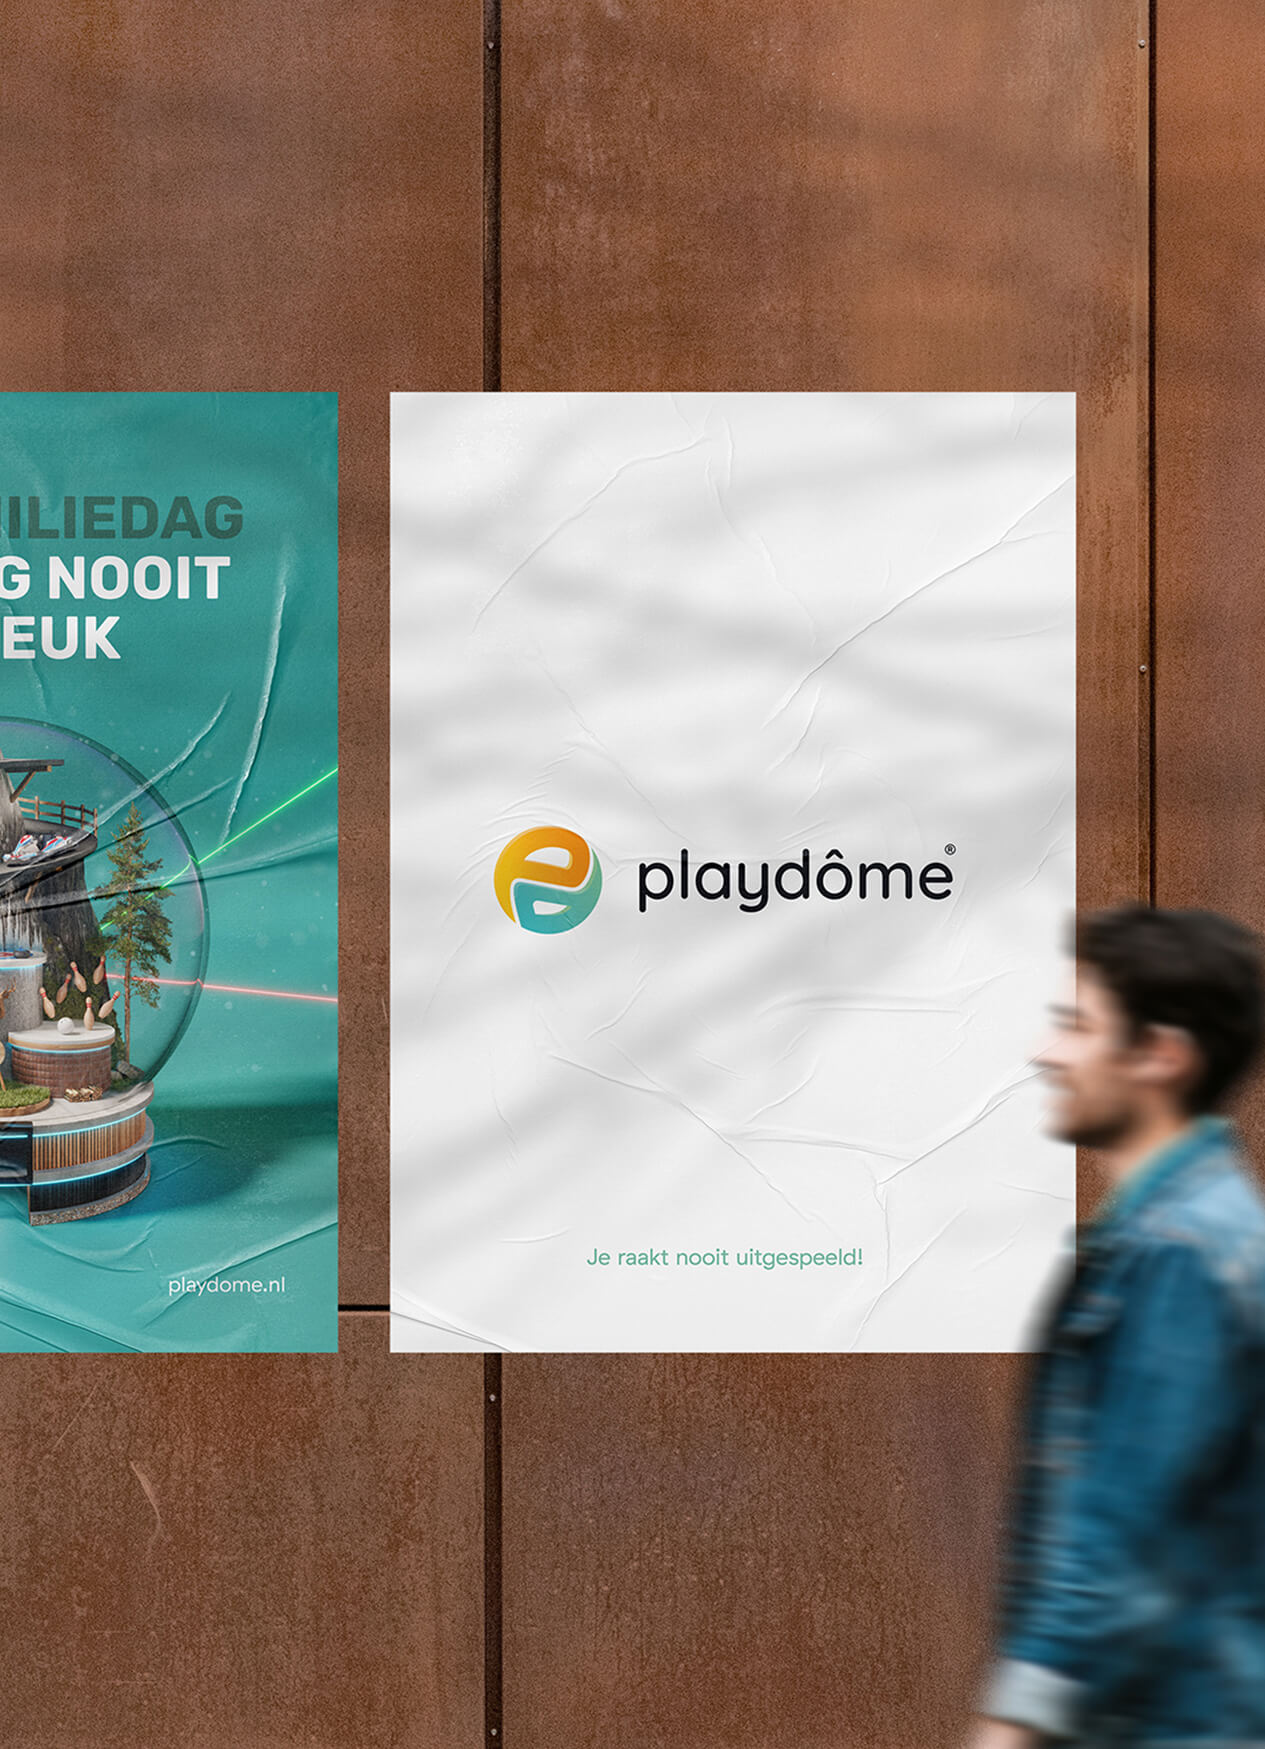 ILIEDAG
G NOOIT
EUK
playdome.nl
playdôme®
Je raakt nooit uitgespeeld!